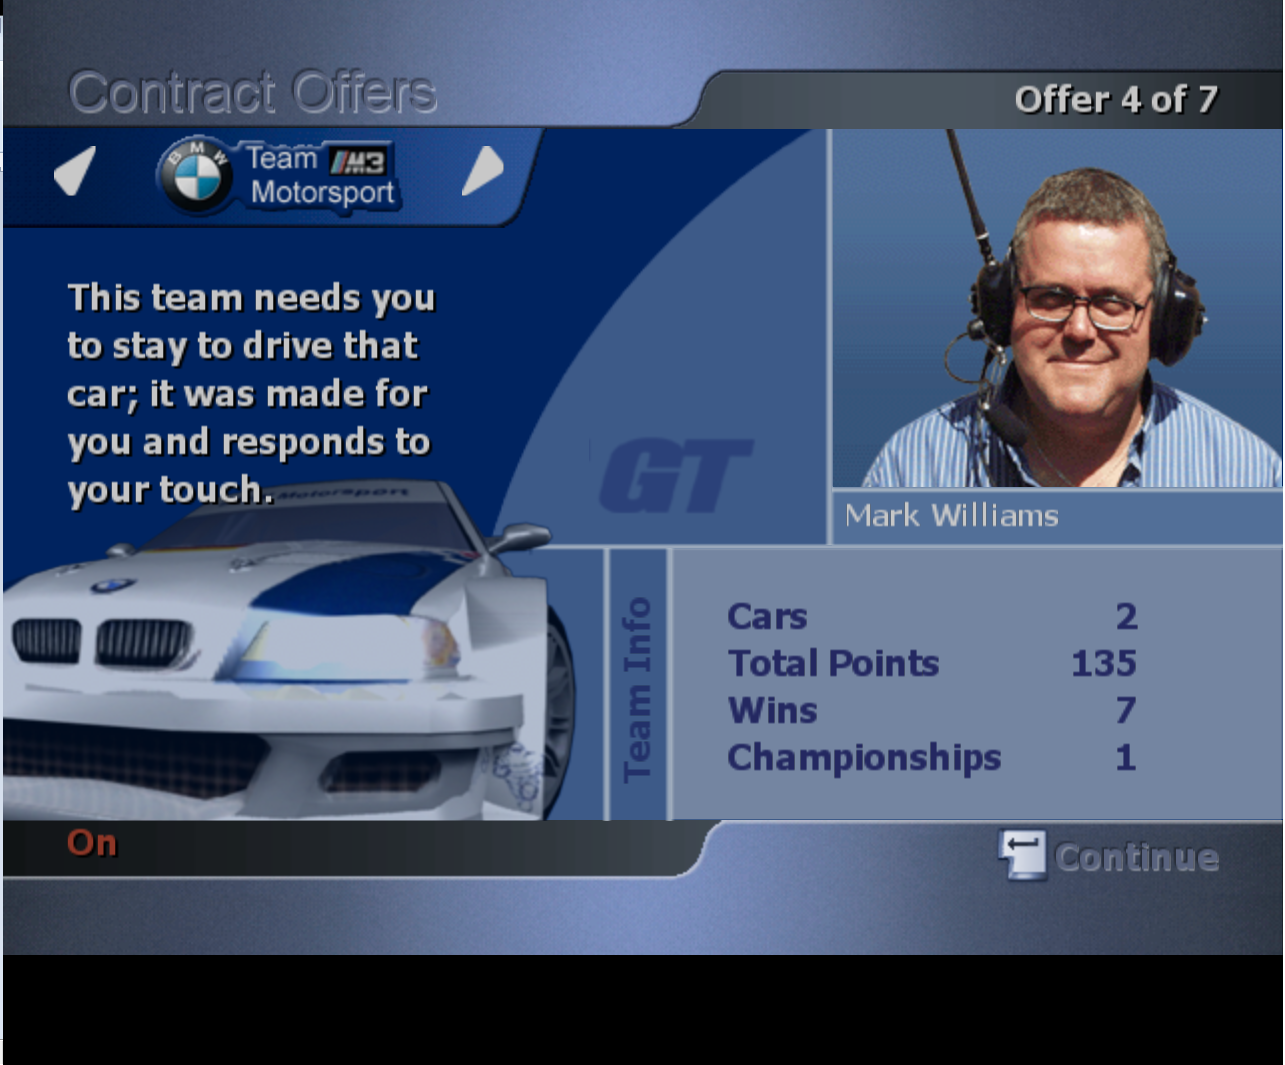 Contract Offers
Offer 4 of 7
BMW
Team M3
Motorsport
This team needs you
to stay to drive that
car; it was made for
you and responds to
your touch.
Motorsport
GT
Mark Williams
Team Info
Cars 2
Total Points 135
Wins 7
Championships 1
On
Continue